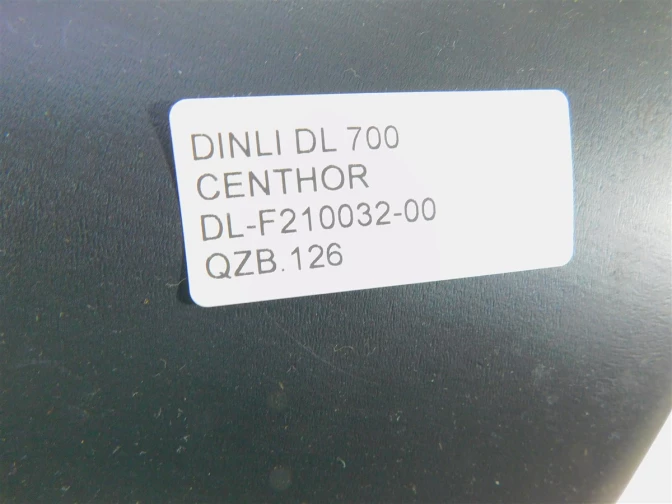 DINLI DL 700
CENTHOR
DL-F210032-00
QZB.126